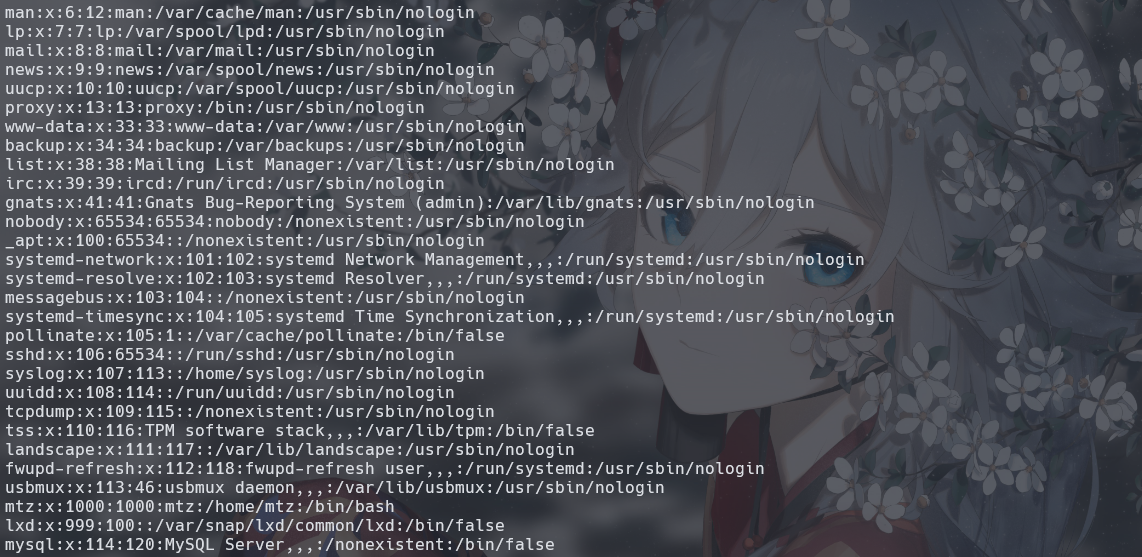 man:x:6:12:man:/var/cache/man:/usr/sbin/nologin
lp:x:7:7:lp:/var/spool/lpd:/usr/sbin/nologin
mail:x:8:8:mail:/var/mail:/usr/sbin/nologin
news:x:9:9:news:/var/spool/news:/usr/sbin/nologin
uucp:x:10:10:uucp:/var/spool/uucp:/usr/sbin/nologin
proxy:x:13:13:proxy:/bin:/usr/sbin/nologin
www-data:x:33:33:www-data:/var/www:/usr/sbin/nologin
backup:x:34:34:backup:/var/backups:/usr/sbin/nologin
list:x:38:38:Mailing List Manager:/var/list:/usr/sbin/nologin
irc:x:39:39:ircd:/run/ircd:/usr/sbin/nologin
gnats:x:41:41:Gnats Bug-Reporting System (admin):/var/lib/gnats:/usr/sbin/nologin
nobody:x:65534:65534:nobody:/nonexistent:/usr/sbin/nologin
_apt:x:100:65534::/nonexistent:/usr/sbin/nologin
systemd-network:x:101:102:systemd Network Management,,,:/run/systemd:/usr/sbin/nologin
systemd-resolve:x:102:103:systemd Resolver,,,:/run/systemd:/usr/sbin/nologin
messagebus:x:103:104::/nonexistent:/usr/sbin/nologin
systemd-timesync:x:104:105:systemd Time Synchronization,,,:/run/systemd:/usr/sbin/nologin
pollinate:x:105:1::/var/cache/pollinate:/bin/false
sshd:x:106:65534::/run/sshd:/usr/sbin/nologin
syslog:x:107:113::/home/syslog:/usr/sbin/nologin
uuidd:x:108:114::/run/uuidd:/usr/sbin/nologin
tcpdump:x:109:115::/nonexistent:/usr/sbin/nologin
tss:x:110:116:TPM software stack,,,:/var/lib/tpm:/bin/false
landscape:x:111:117::/var/lib/landscape:/usr/sbin/nologin
fwupd-refresh:x:112:118:fwupd-refresh user,,,:/run/systemd:/usr/sbin/nologin
usbmux:x:113:46:usbmux daemon,,,:/var/lib/usbmux:/usr/sbin/nologin
mtz:x:1000:1000:mtz:/home/mtz:/bin/bash
lxd:x:999:100::/var/snap/lxd/common/lxd:/bin/false
mysql:x:114:120:MySQL Server,,,:/nonexistent:/bin/false